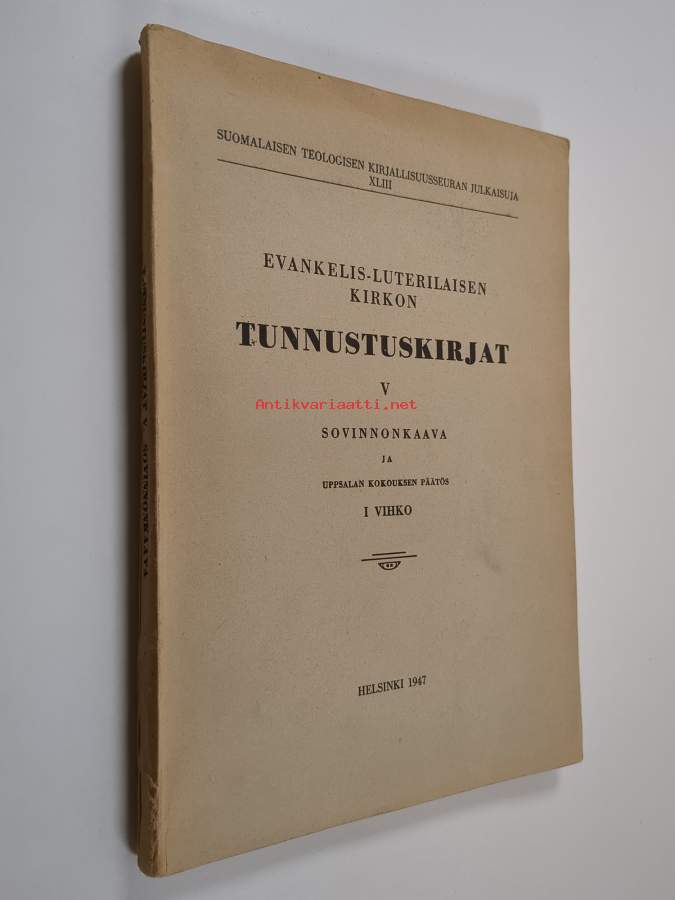 SUOMALAISEN TEOLOGISEN KIRJALLISUUSSEURAN JULKAISUJA
XLIII
EVANKELIS-LUTERILAISEN
KIRKON
TUNNUSTUSKIRJAT
V
Antikvariaatti.net
SOVINNONKAAVA
JA
UPPSALAN KOKOUKSEN PÄÄTÖS
I VIHKO
HELSINKI 1947
TUNNUSTUSKIRJAT V. SOVINNONKAAVA